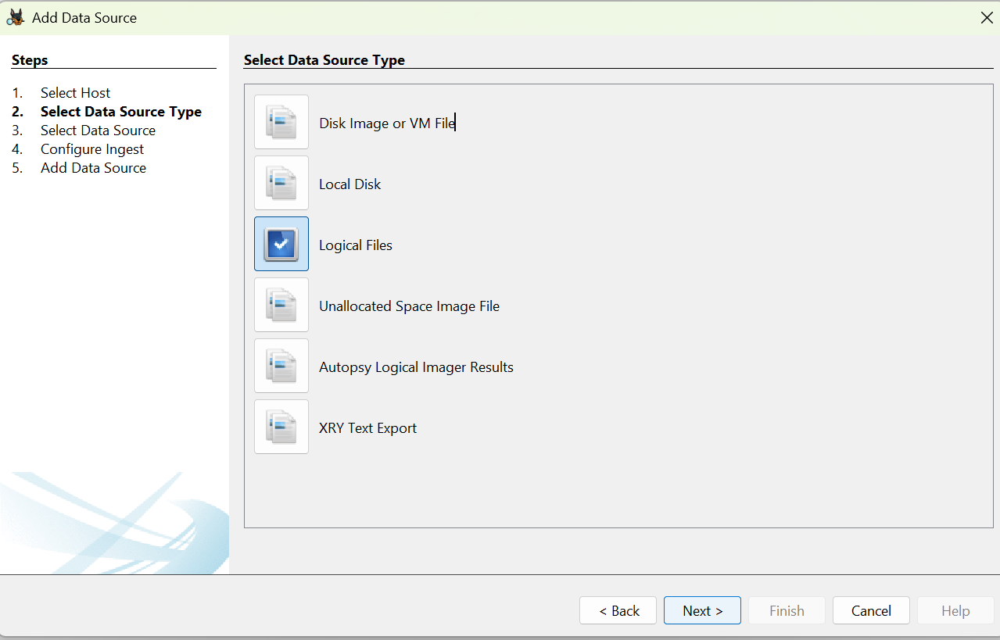 Add Data Source
Steps
1. Select Host
2. Select Data Source Type
3. Select Data Source
4. Configure Ingest
5. Add Data Source
Select Data Source Type
Disk Image or VM File
Local Disk
Logical Files
Unallocated Space Image File
Autopsy Logical Imager Results
XRY Text Export
< Back
Next >
Finish
Cancel
Help